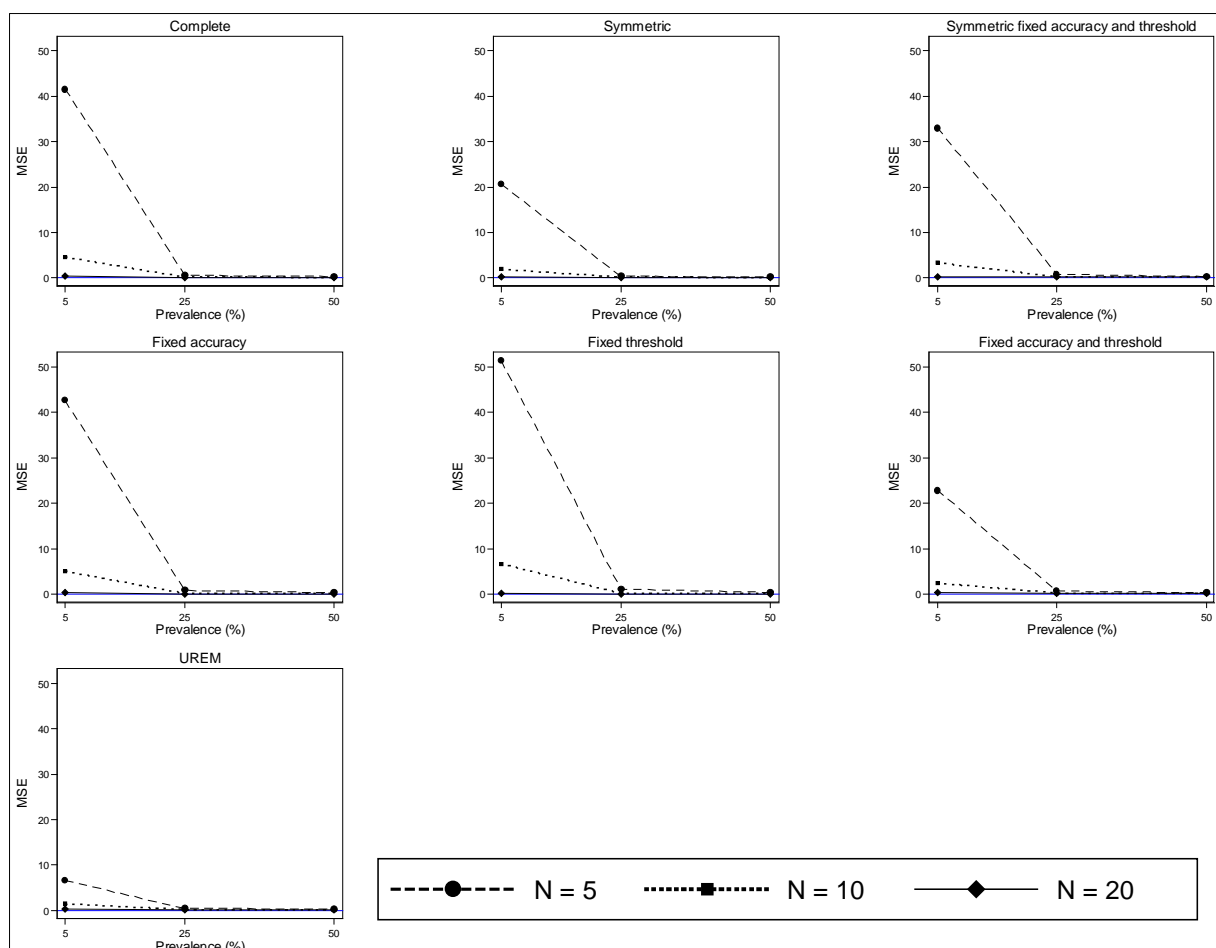 Complete
50
40
30
20
10
0
MSE
5 25 50
Prevalence (%)
Symmetric
50
40
30
20
10
0
MSE
5 25 50
Prevalence (%)
Symmetric fixed accuracy and threshold
50
40
30
20
10
0
MSE
5 25 50
Prevalence (%)
Fixed accuracy
50
40
30
20
10
0
MSE
5 25 50
Prevalence (%)
Fixed threshold
50
40
30
20
10
0
MSE
5 25 50
Prevalence (%)
Fixed accuracy and threshold
50
40
30
20
10
0
MSE
5 25 50
Prevalence (%)
UREM
50
40
30
20
10
0
MSE
5 25 50
Prevalence (%)
N = 5 N = 10 N = 20